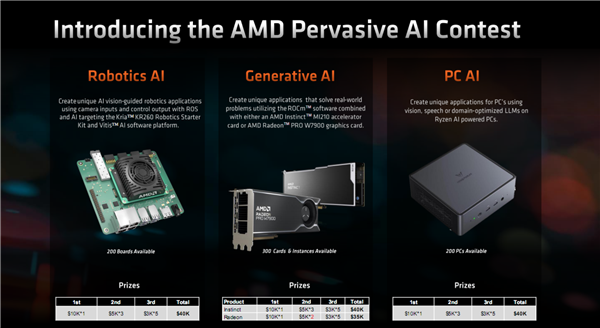 Introducing the AMD Pervasive AI Contest
Robotics AI
Create unique AI vision-guided robotics applications
using camera inputs and control output with ROS
and AI targeting the Kria™ KR260 Robotics Starter
Kit and Vitis™ AI software platform.
AMD
200 Boards Available
Prizes
1st 2nd 3rd Total
$10K*1 $5K*3 $3K*5 $40K
Generative AI
Create unique applications that solve real-world
problems utilizing the ROCm™ software combined
with either an AMD Instinct™ MI210 accelerator
card or AMD Radeon™ PRO W7900 graphics card.
AMD
RADEON
PRO W7900
300 Cards & Instances Available
Prizes
Product 1st 2nd 3rd Total
Instinct $10K*1 $5K*3 $3K*5 $40K
Radeon $10K*1 $5K*2 $3K*5 $35K
PC AI
Create unique applications for PC's using
vision, speech or domain-optimized LLMs on
Ryzen AI powered PCs.
200 PCs Available
Prizes
1st 2nd 3rd Total
$10K*1 $5K*3 $3K*5 $40K